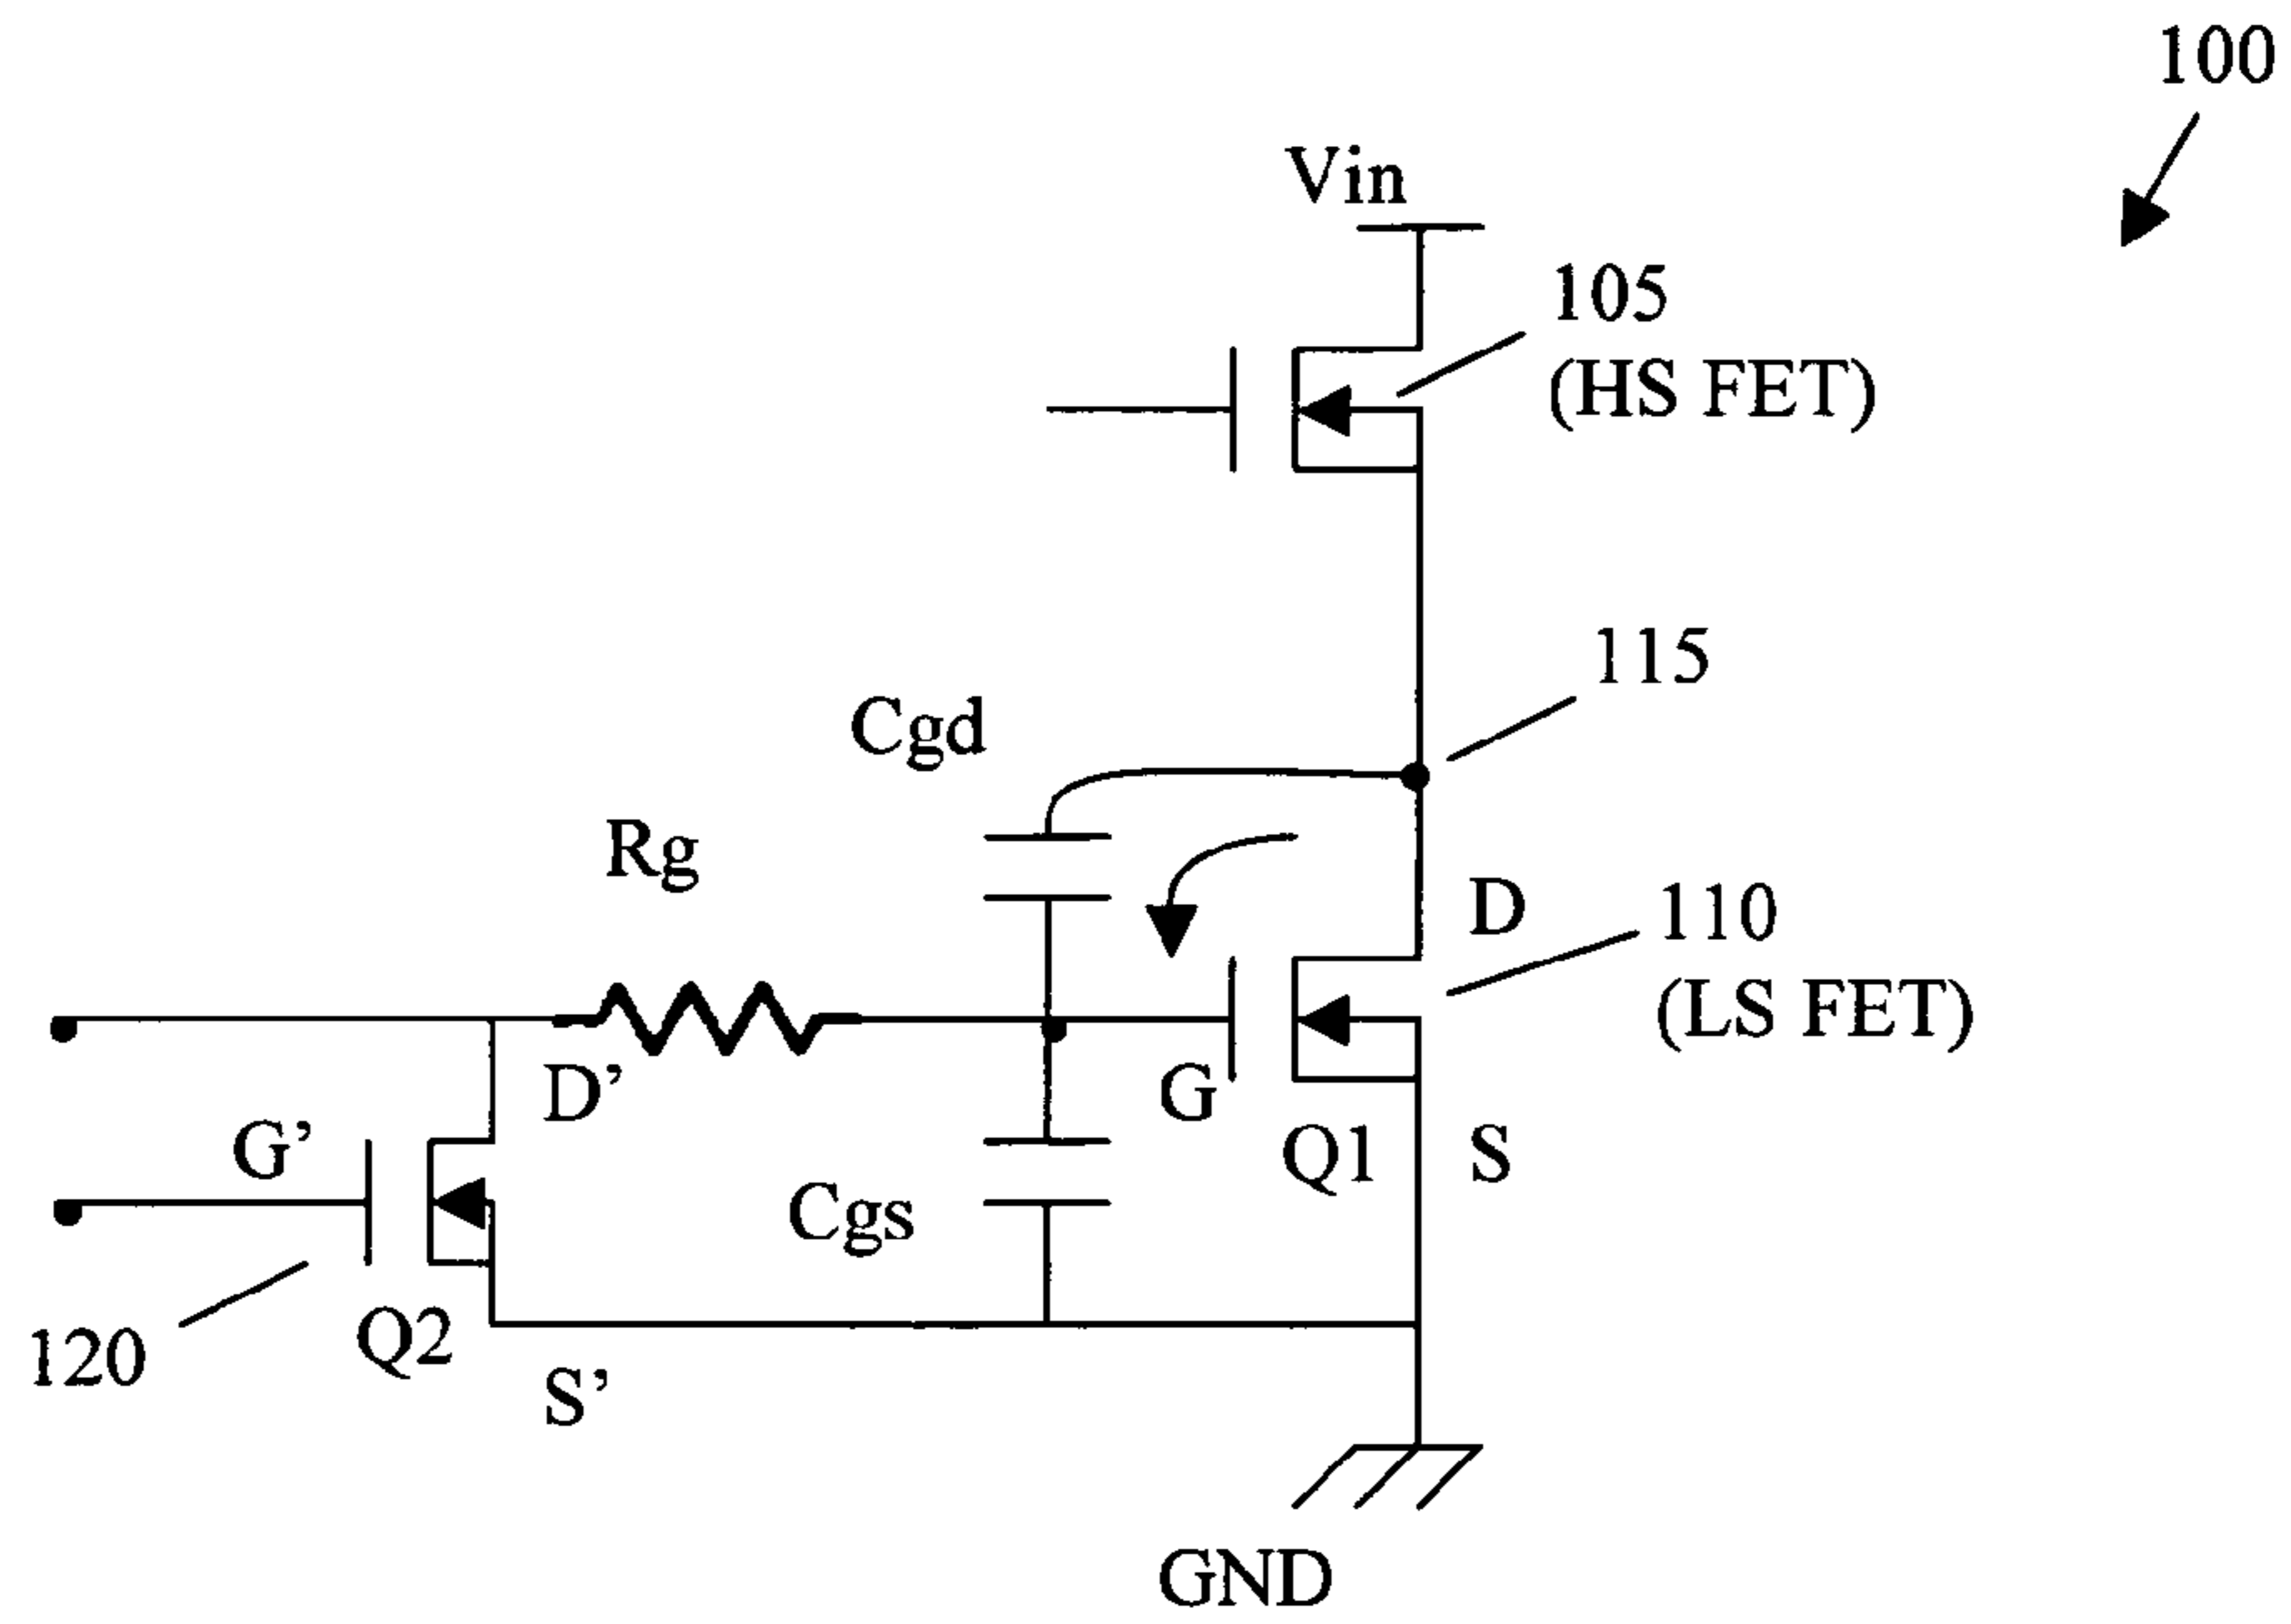 100
Vin
105
(HS FET)
115
Cgd
Rg
D
110
(LS FET)
D’
G
G’
Q1
S
Cgs
Q2
120
S’
GND